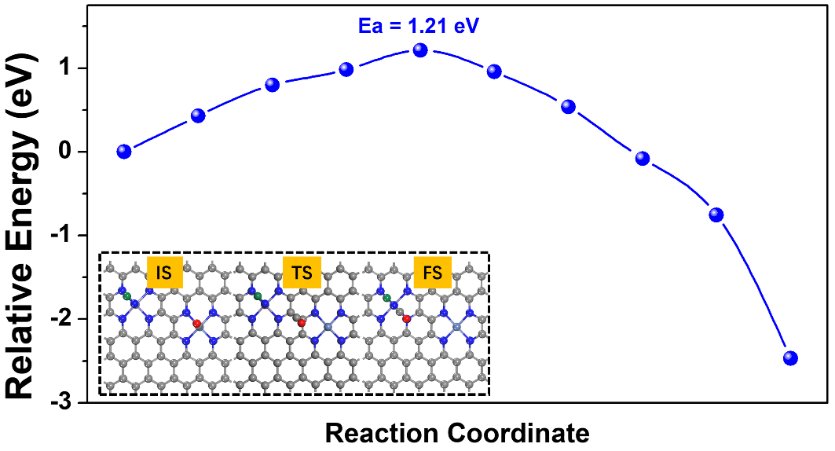 Ea = 1.21 eV
Relative Energy (eV)
1
0
-1
-2
-3
IS
TS
FS
Reaction Coordinate